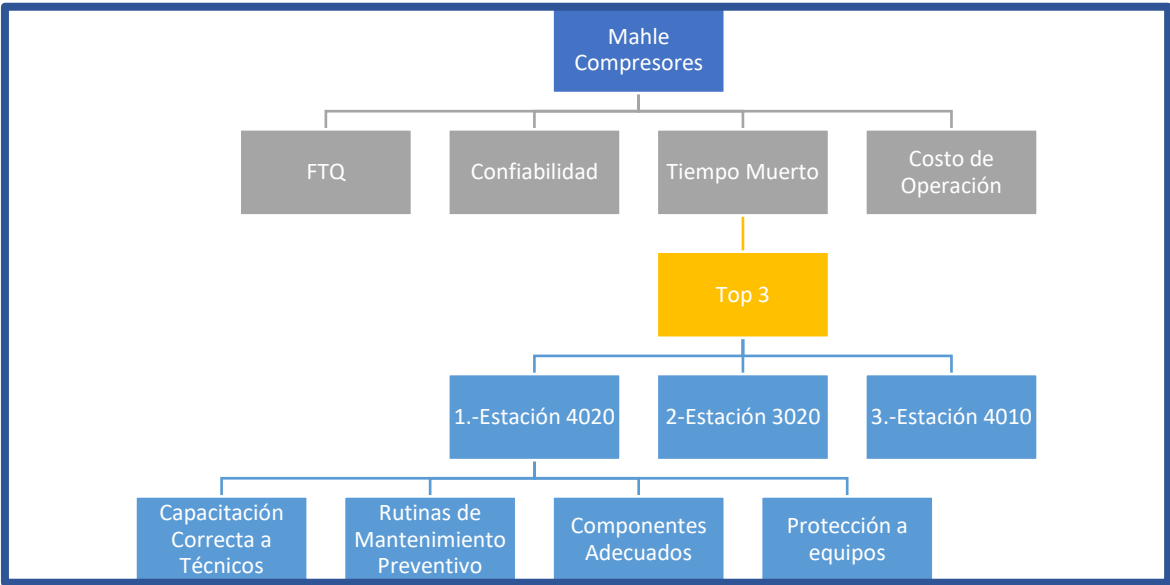 Mahle
Compresores
FTQ
Confiabilidad
Tiempo Muerto
Costo de
Operación
Top 3
1.-Estación 4020
2-Estación 3020
3.-Estación 4010
Capacitación
Correcta a
Técnicos
Rutinas de
Mantenimiento
Preventivo
Componentes
Adecuados
Protección a
equipos